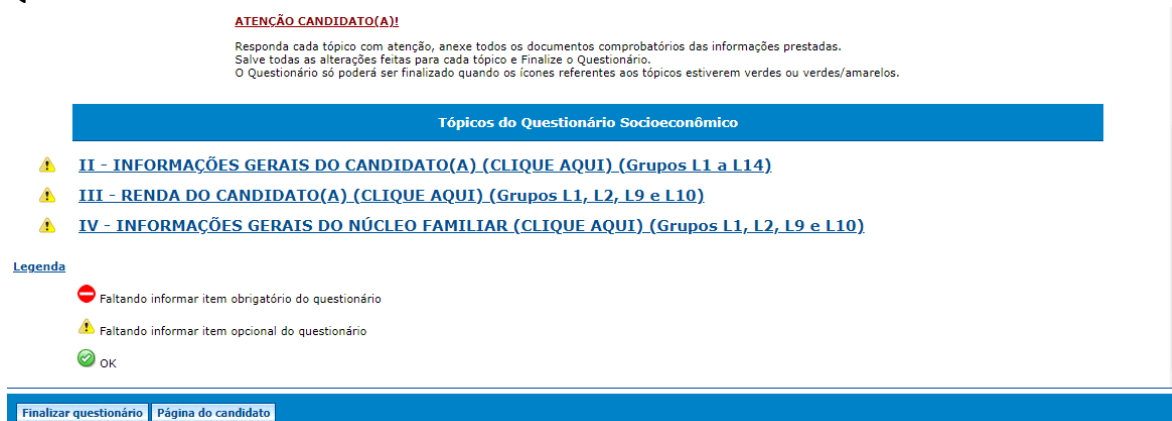 ATENÇÃO CANDIDATO(A)!
Responda cada tópico com atenção, anexe todos os documentos comprobatórios das informações prestadas.
Salve todas as alterações feitas para cada tópico e Finalize o Questionário.
O Questionário só poderá ser finalizado quando os ícones referentes aos tópicos estiverem verdes ou verdes/amarelos.
Tópicos do Questionário Socioeconômico
II - INFORMAÇÕES GERAIS DO CANDIDATO(A) (CLIQUE AQUI) (Grupos L1 a L14)
III - RENDA DO CANDIDATO(A) (CLIQUE AQUI) (Grupos L1, L2, L9 e L10)
IV - INFORMAÇÕES GERAIS DO NÚCLEO FAMILIAR (CLIQUE AQUI) (Grupos L1, L2, L9 e L10)
Legenda
Faltando informar item obrigatório do questionário
Faltando informar item opcional do questionário
OK
Finalizar questionário Página do candidato